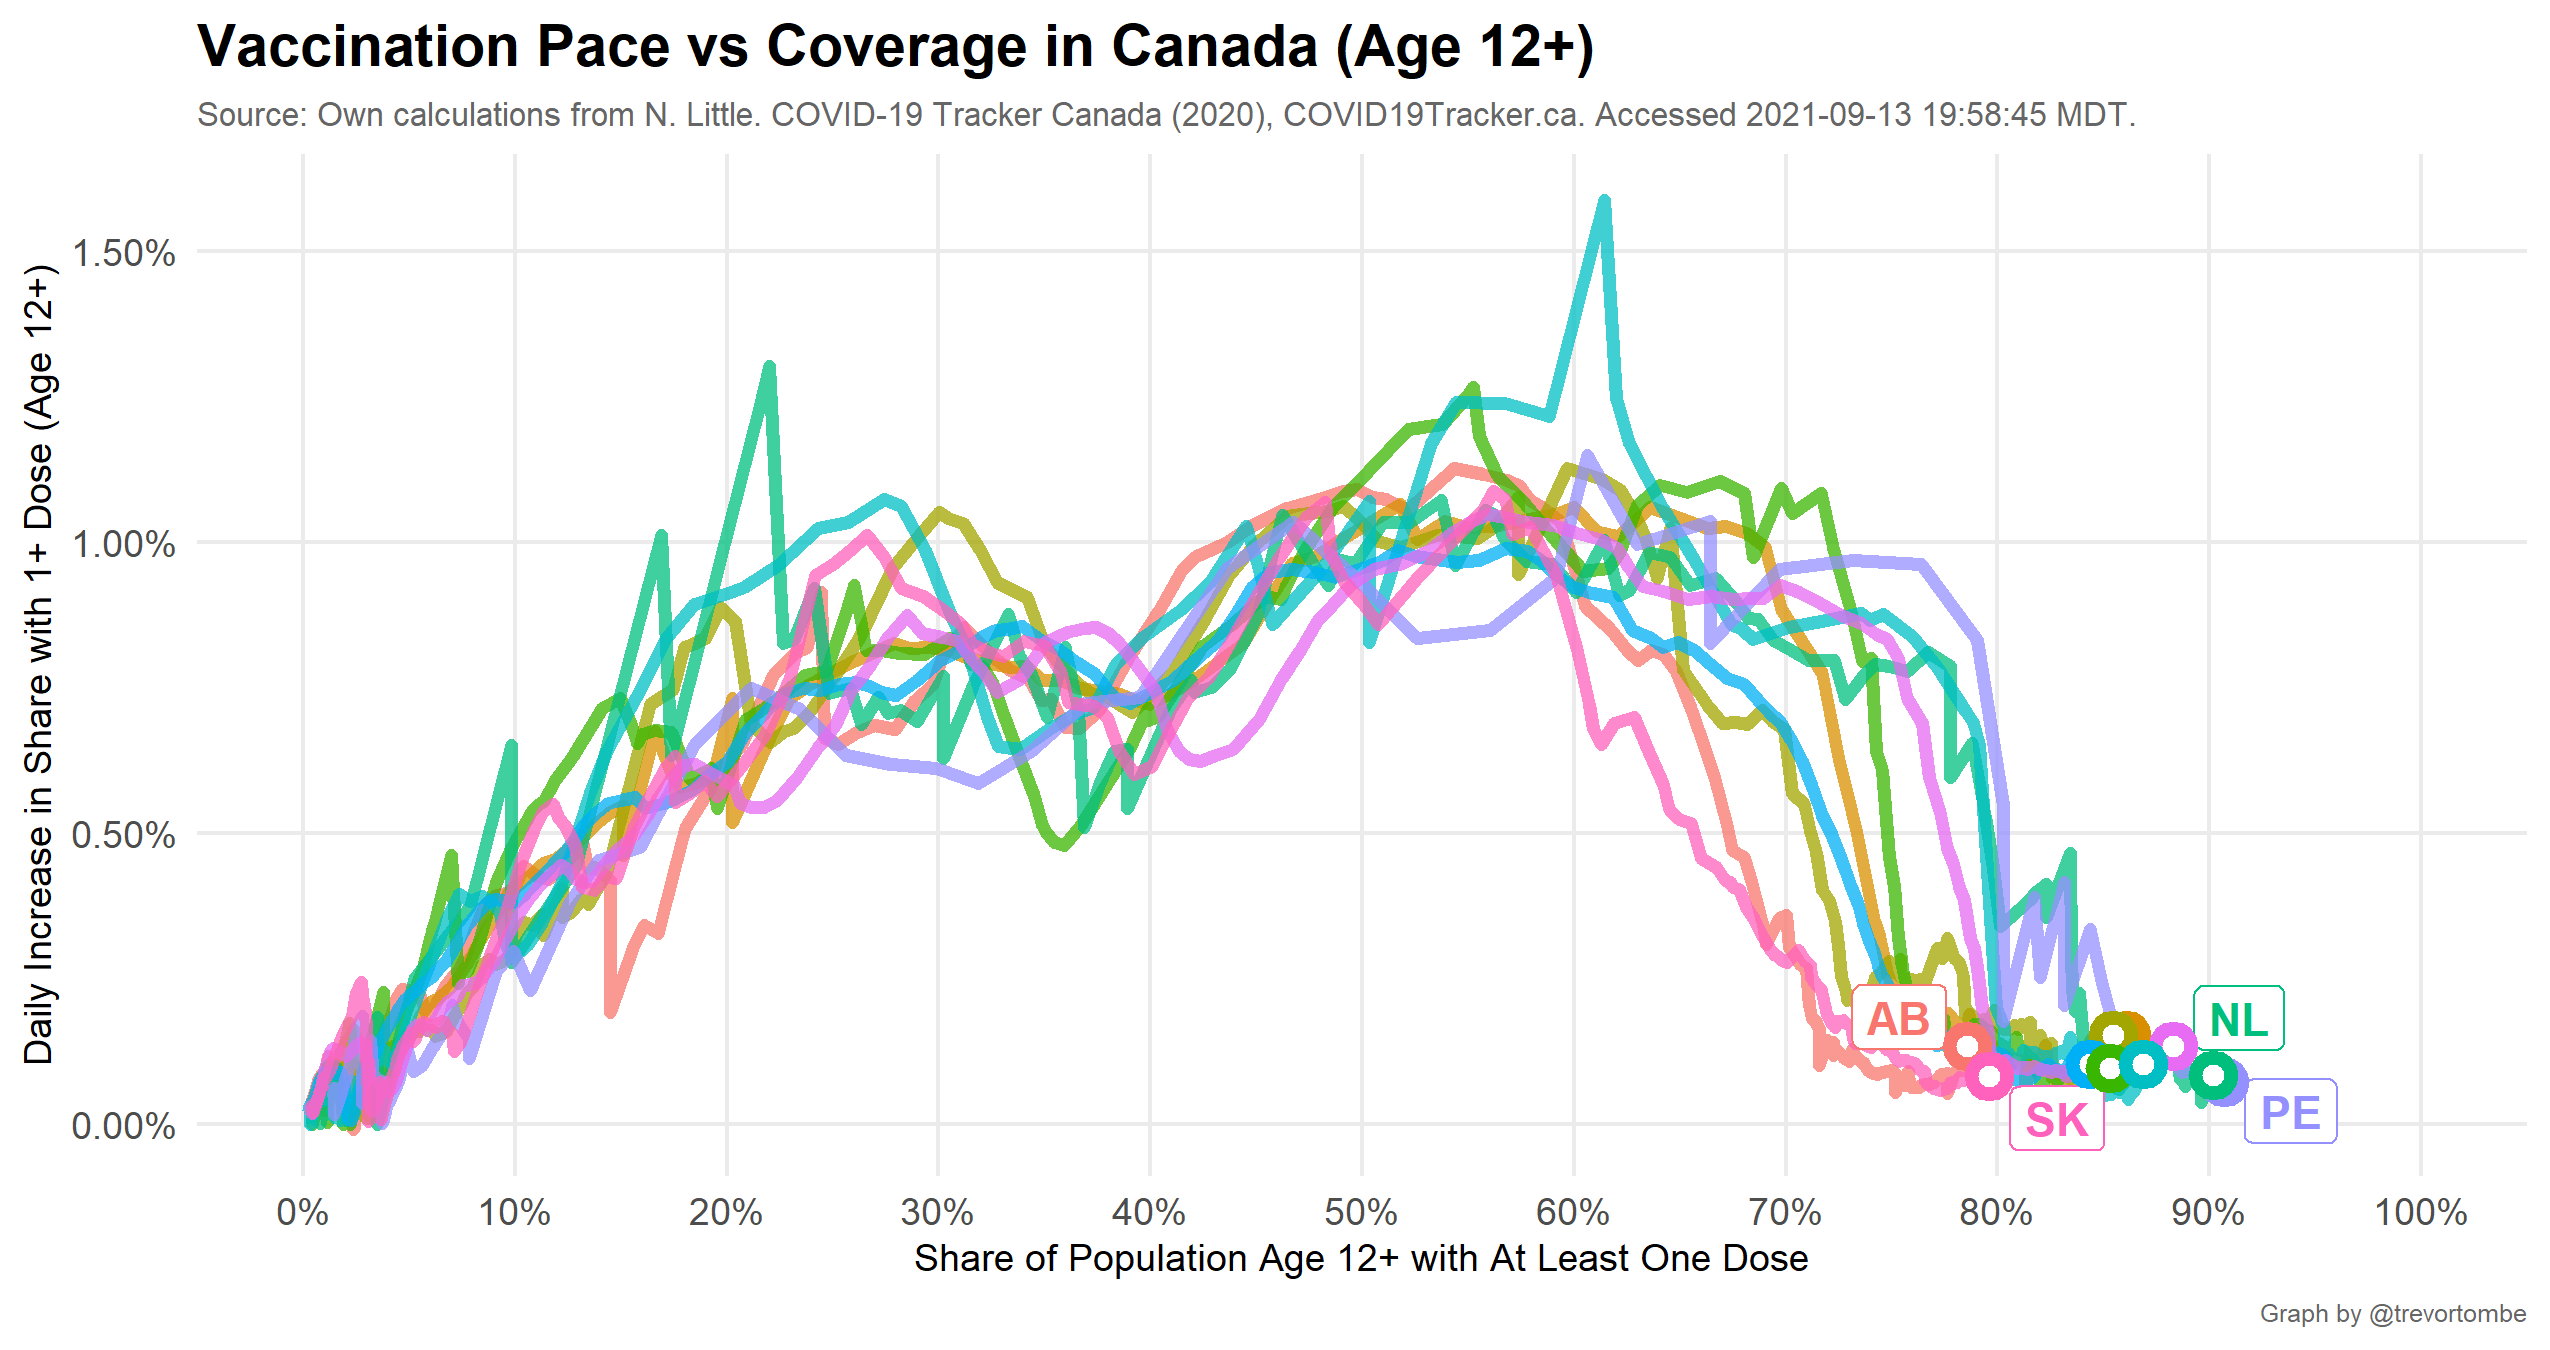 Vaccination Pace vs Coverage in Canada (Age 12+)
Source: Own calculations from N. Little. COVID-19 Tracker Canada (2020), COVID19Tracker.ca. Accessed 2021-09-13 19:58:45 MDT.
Daily Increase in Share with 1+ Dose (Age 12+)
1.50%
1.00%
0.50%
0.00%
AB
NL
SK
PE
0% 10% 20% 30% 40% 50% 60% 70% 80% 90% 100%
Share of Population Age 12+ with At Least One Dose
Graph by @trevortombe